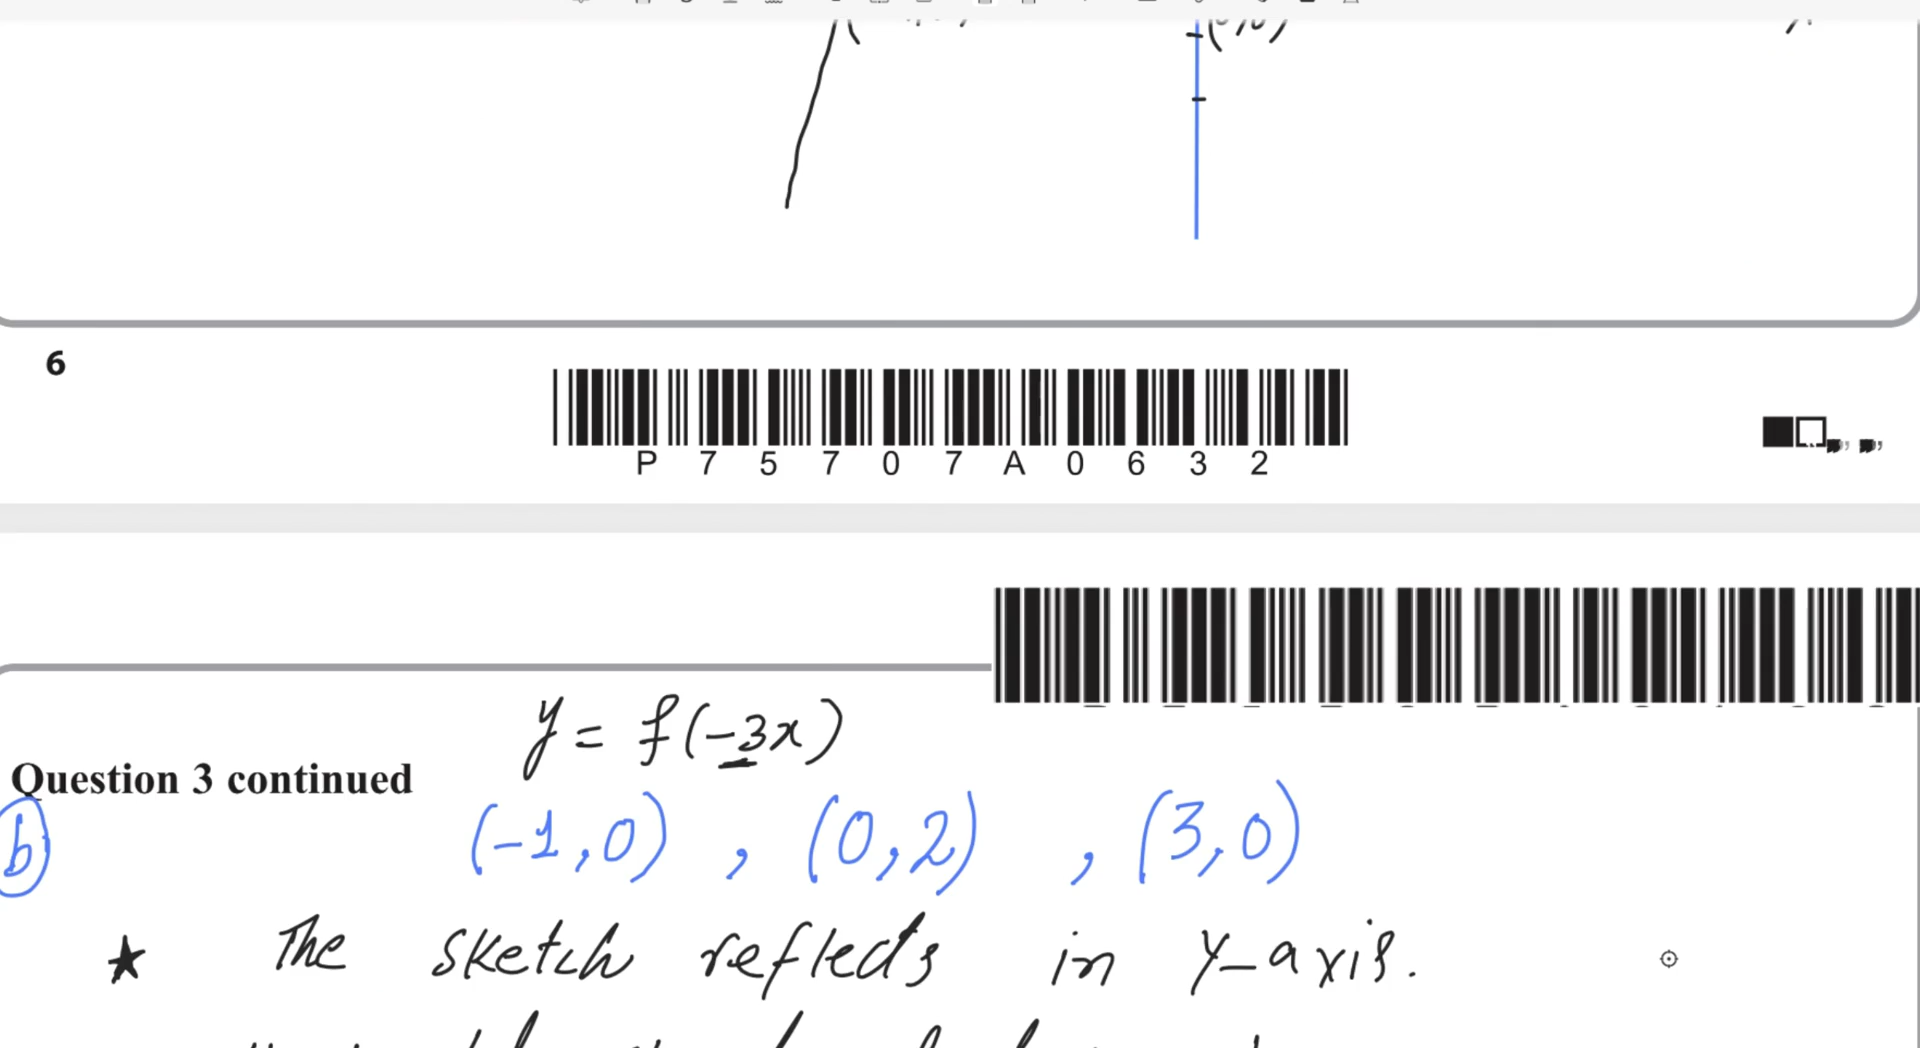 6
P 7 5 7 0 7 A 0 6 3 2
y = f(-3x)
Question 3 continued
b (-1,0) , (0,2) , (3,0)
★ The sketch reflects in Y-axis.